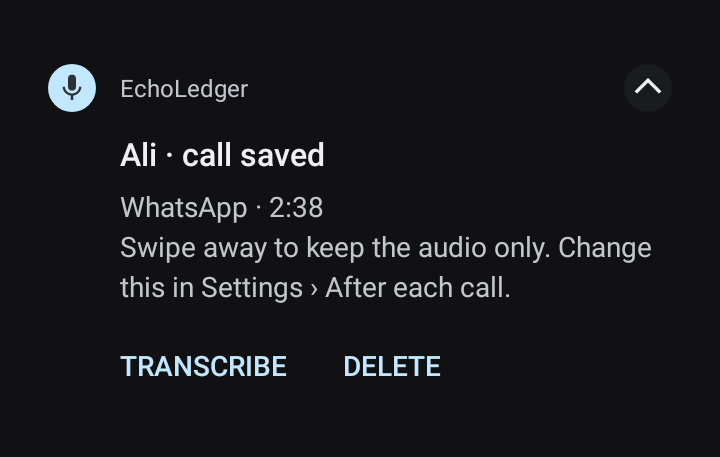 EchoLedger
Ali · call saved
WhatsApp · 2:38
Swipe away to keep the audio only. Change
this in Settings › After each call.
TRANSCRIBE DELETE